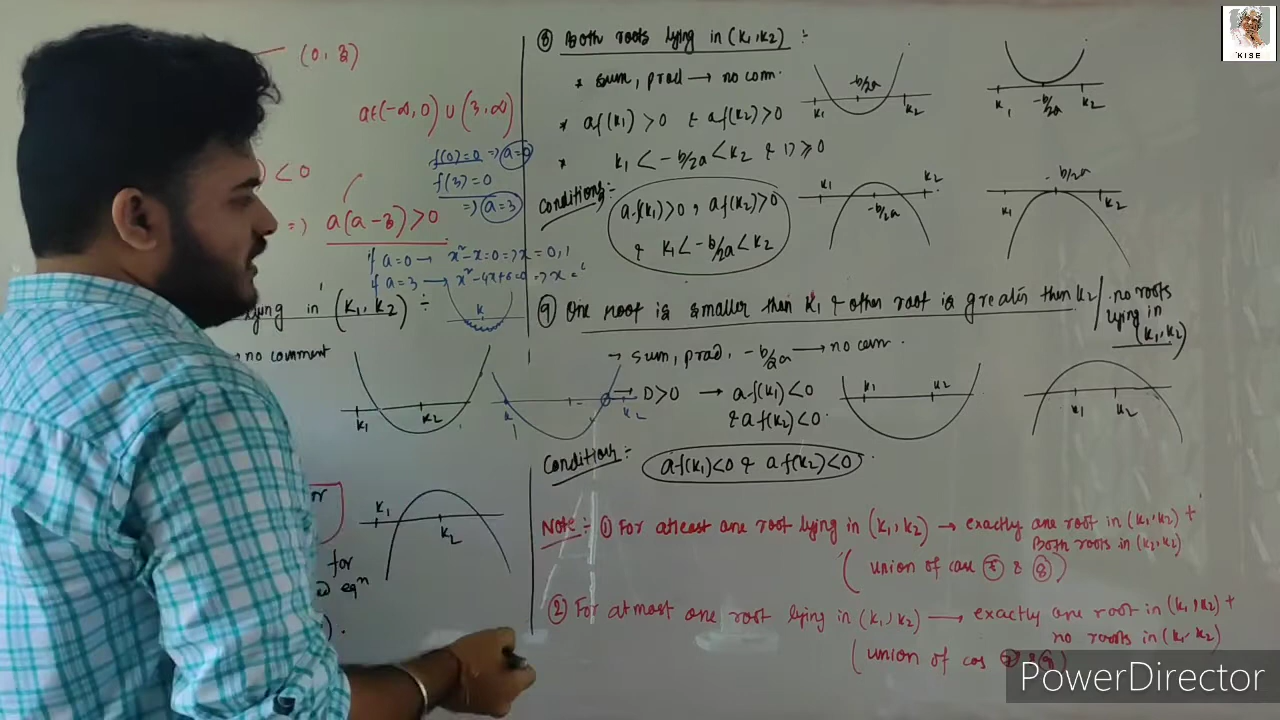 (0, 3)
a∈(-∞, 0) ∪ (3, ∞)
f(0)=0 => a=0
) < 0
f(3)=0
=> a=3
=> a(a-3)>0
if a=0 → x²-x=0 => x = 0, 1
if a=3 → x²-4x+6=0 => x =
lying in (k₁, k₂) :-
→ no comment
k
k₁ k₂
k k₂
or
k₁
k₂
for
eqⁿ
).
⑧ Both roots lying in (k₁, k₂) :-
* sum, prod → no com.
* af(k₁) >0 & af(k₂)>0
* k₁ < -b/2a < k₂ & D ≥ 0
Conditions:-
a.f(k₁)>0, af(k₂)>0
& k₁ < -b/2a < k₂
k₁ -b/2a k₂
k₁ -b/2a k₂
k₁ -b/2a k₂
k₁ -b/2a k₂
⑨ One root is smaller than k₁ & other root is greater then k₂ / no roots
lying in
(k₁, k₂)
→ sum, prod, -b/2a → no com.
→ D>0 → af(k₁)<0
& af(k₂)<0
k₁ k₂
k₁ k₂
Conditions:- af(k₁)<0 & af(k₂)<0
Note:- ① For atleast one root lying in (k₁, k₂) → exactly one root in (k₁, k₂) +
Both roots in (k₁, k₂)
(union of case ⑦ & ⑧)
② For atmost one root lying in (k₁, k₂) → exactly one root in (k₁, k₂) +
no roots in (k₁, k₂)
(union of cas ⑦ & ⑨)
KISE
PowerDirector